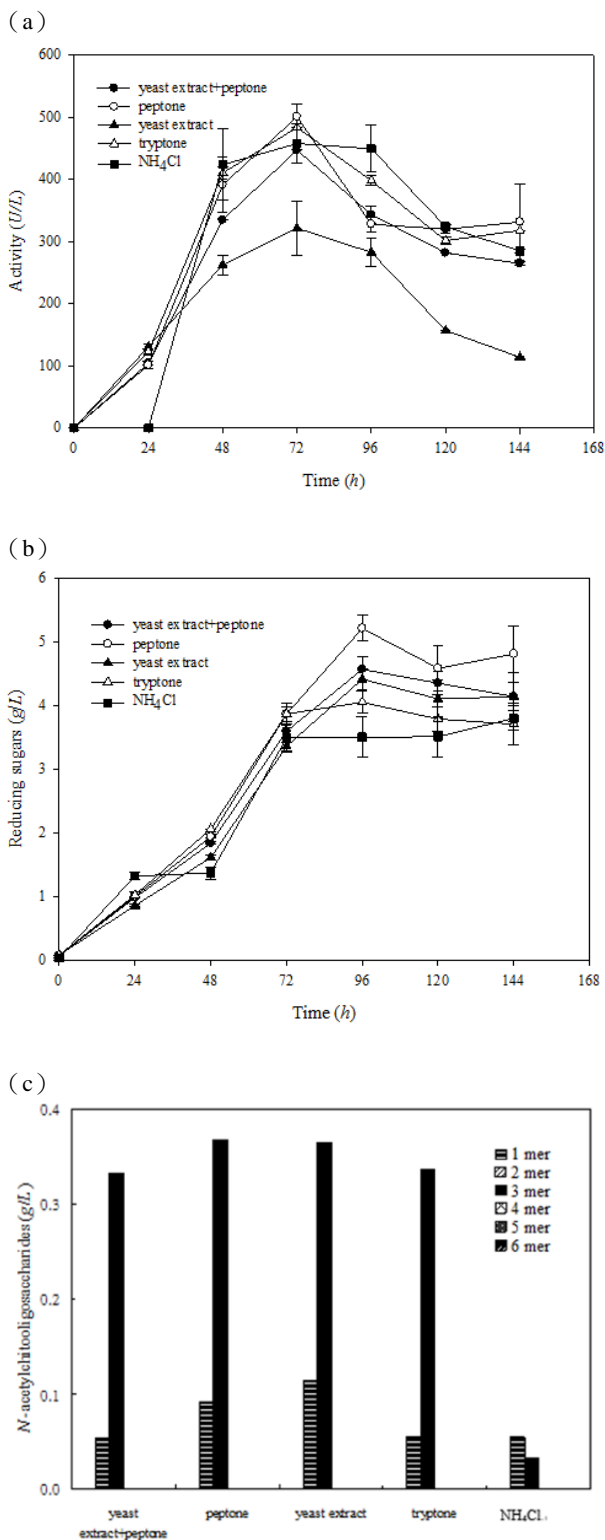 (a)
600
500
400
300
200
100
0
Activity (U/L)
yeast extract+peptone
peptone
yeast extract
tryptone
NH4Cl
0 24 48 72 96 120 144 168
Time (h)
(b)
6
5
4
3
2
1
0
Reducing sugars (g/L)
yeast extract+peptone
peptone
yeast extract
tryptone
NH4Cl
0 24 48 72 96 120 144 168
Time (h)
(c)
0.4
0.3
0.2
0.1
0.0
N-acetylchitooligosaccharides (g/L)
1 mer
2 mer
3 mer
4 mer
5 mer
6 mer
yeast extract+peptone
peptone
yeast extract
tryptone
NH4Cl